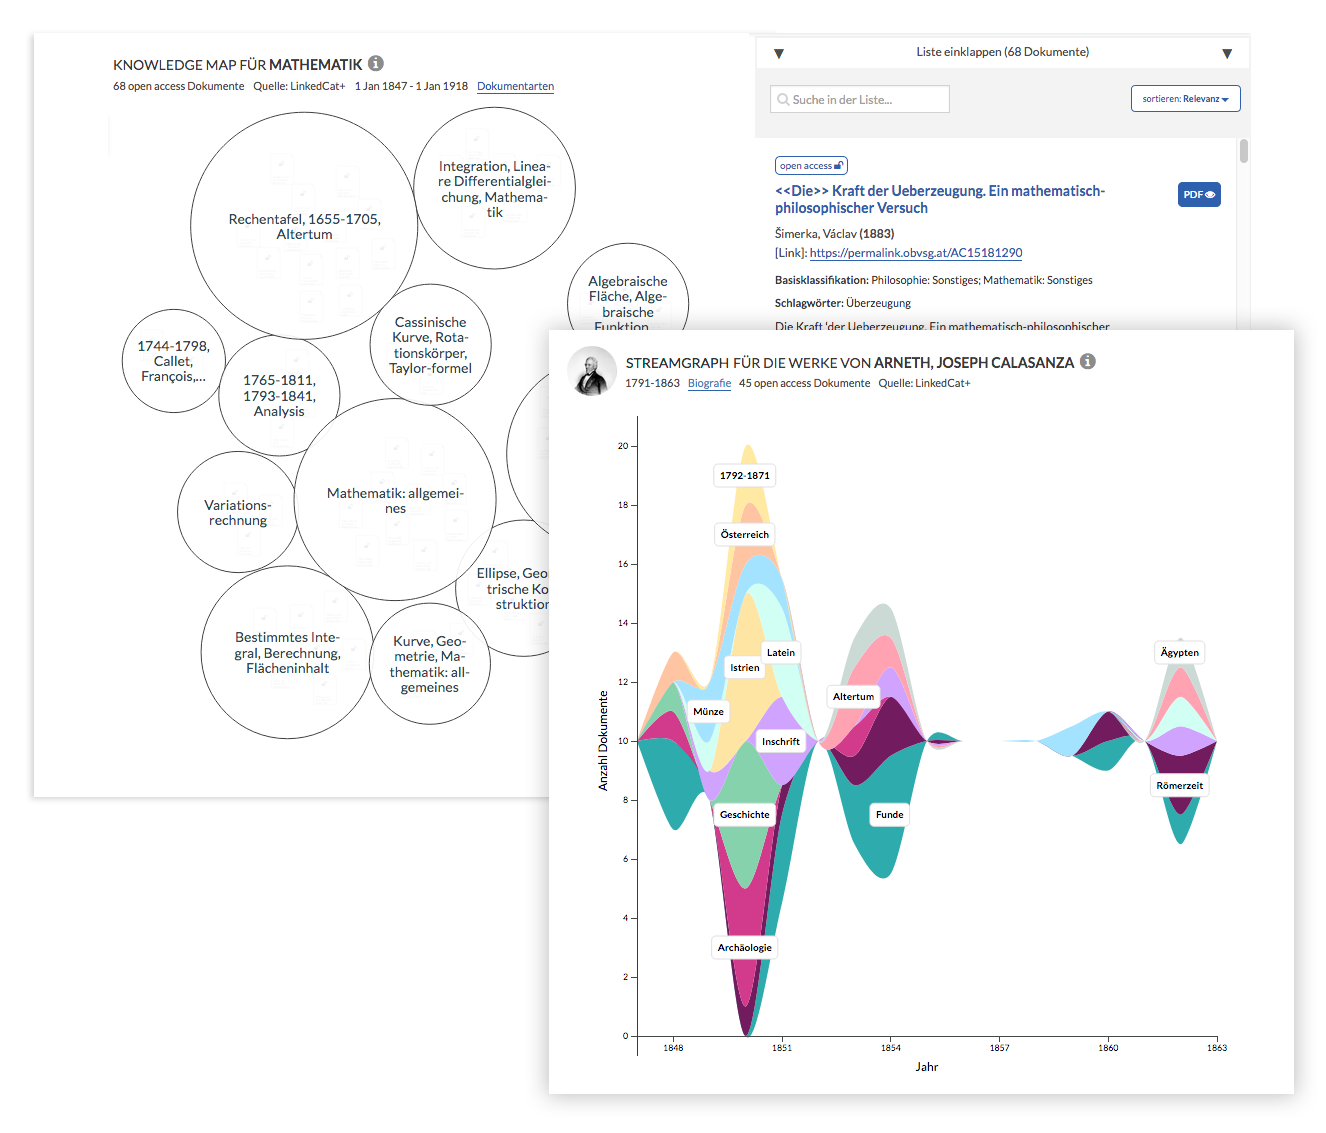 KNOWLEDGE MAP FÜR MATHEMATIK
68 open access Dokumente Quelle: LinkedCat+ 1 Jan 1847 - 1 Jan 1918 Dokumentarten
Rechentafel, 1655-1705,
Altertum
Integration, Linea-
re Differentialglei-
chung, Mathema-
tik
Algebraische
Fläche, Alge-
braische
Funktion
Cassinische
Kurve, Rota-
tionskörper,
Taylor-formel
1744-1798,
Callet,
François,...
1765-1811,
1793-1841,
Analysis
Mathematik: allgemei-
nes
Variations-
rechnung
Ellipse, Geo
trische Ko
struktion
Bestimmtes Inte-
gral, Berechnung,
Flächeninhalt
Kurve, Geo-
metrie, Ma-
thematik: all-
gemeines
Liste einklappen (68 Dokumente)
Suche in der Liste...
sortieren: Relevanz
open access
<<Die>> Kraft der Ueberzeugung. Ein mathematisch-
philosophischer Versuch
PDF
Šimerka, Václav (1883)
[Link]: https://permalink.obvsg.at/AC15181290
Basisklassifikation: Philosophie: Sonstiges; Mathematik: Sonstiges
Schlagwörter: Überzeugung
Die Kraft 'der Ueberzeugung. Ein mathematisch-philosophischer
STREAMGRAPH FÜR DIE WERKE VON ARNETH, JOSEPH CALASANZA
1791-1863 Biografie 45 open access Dokumente Quelle: LinkedCat+
Anzahl Dokumente
20
18
16
14
12
10
8
6
4
2
0
1792-1871
Österreich
Latein
Istrien
Münze
Inschrift
Geschichte
Archäologie
Altertum
Funde
Ägypten
Römerzeit
1848
1851
1854
1857
1860
1863
Jahr